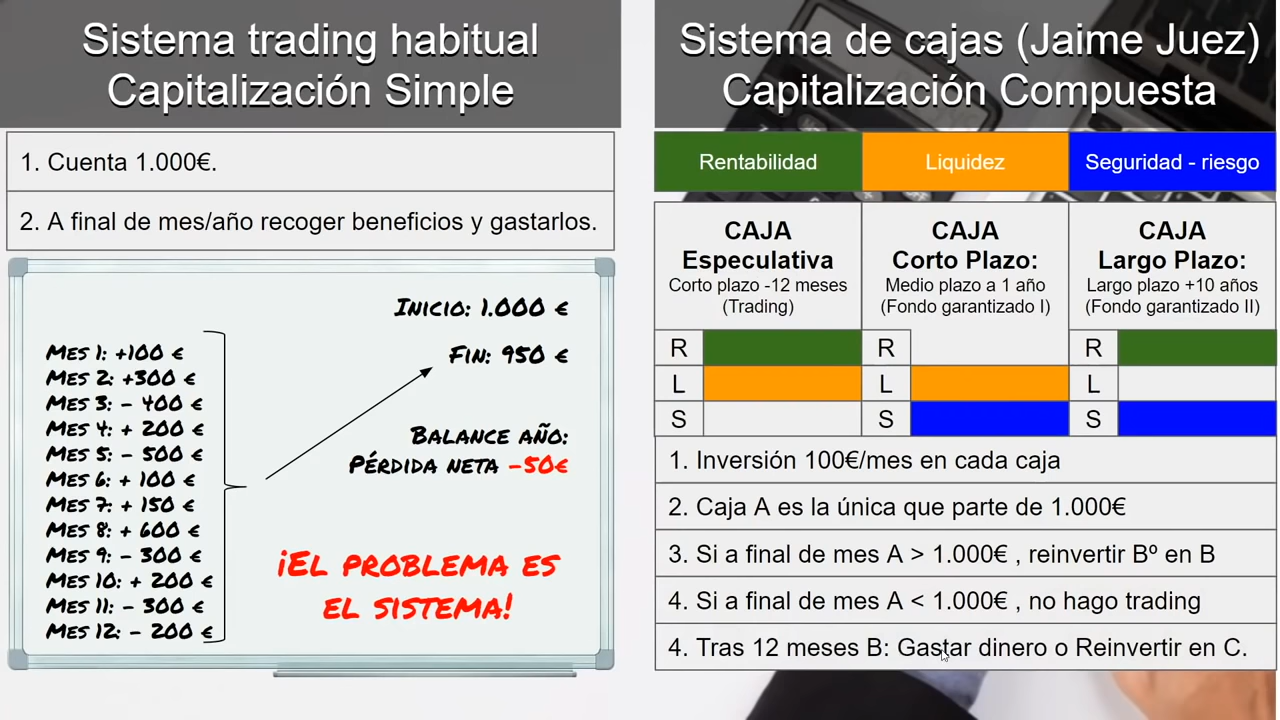 Sistema trading habitual
Capitalización Simple
1. Cuenta 1.000€.
2. A final de mes/año recoger beneficios y gastarlos.
Inicio: 1.000 €
Fin: 950 €
Mes 1: +100 €
Mes 2: +300 €
Mes 3: - 400 €
Mes 4: + 200 €
Mes 5: - 500 €
Mes 6: + 100 €
Mes 7: + 150 €
Mes 8: + 600 €
Mes 9: - 300 €
Mes 10: + 200 €
Mes 11: - 300 €
Mes 12: - 200 €
Balance año:
Pérdida neta -50€
¡El problema es
el sistema!
Sistema de cajas (Jaime Juez)
Capitalización Compuesta
Rentabilidad
Liquidez
Seguridad - riesgo
CAJA
Especulativa
Corto plazo -12 meses
(Trading)
CAJA
Corto Plazo:
Medio plazo a 1 año
(Fondo garantizado I)
CAJA
Largo Plazo:
Largo plazo +10 años
(Fondo garantizado II)
R
L
S
R
L
S
R
L
S
1. Inversión 100€/mes en cada caja
2. Caja A es la única que parte de 1.000€
3. Si a final de mes A > 1.000€ , reinvertir Bº en B
4. Si a final de mes A < 1.000€ , no hago trading
4. Tras 12 meses B: Gastar dinero o Reinvertir en C.